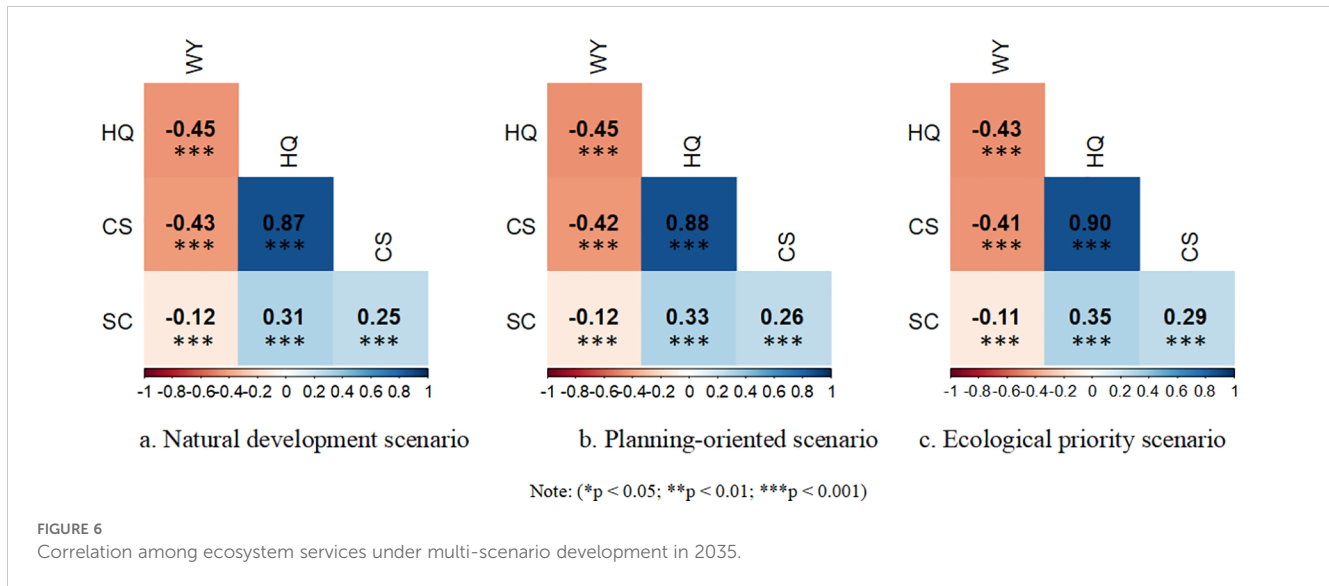 WY
HQ -0.45
***
HQ
CS -0.43 0.87
*** ***
CS
SC -0.12 0.31 0.25
*** *** ***
-1 -0.8 -0.6 -0.4 -0.2 0 0.2 0.4 0.6 0.8 1
a. Natural development scenario
WY
HQ -0.45
***
HQ
CS -0.42 0.88
*** ***
CS
SC -0.12 0.33 0.26
*** *** ***
-1 -0.8 -0.6 -0.4 -0.2 0 0.2 0.4 0.6 0.8 1
b. Planning-oriented scenario
WY
HQ -0.43
***
HQ
CS -0.41 0.90
*** ***
CS
SC -0.11 0.35 0.29
*** *** ***
-1 -0.8 -0.6 -0.4 -0.2 0 0.2 0.4 0.6 0.8 1
c. Ecological priority scenario
Note: (*p < 0.05; **p < 0.01; ***p < 0.001)
FIGURE 6
Correlation among ecosystem services under multi-scenario development in 2035.